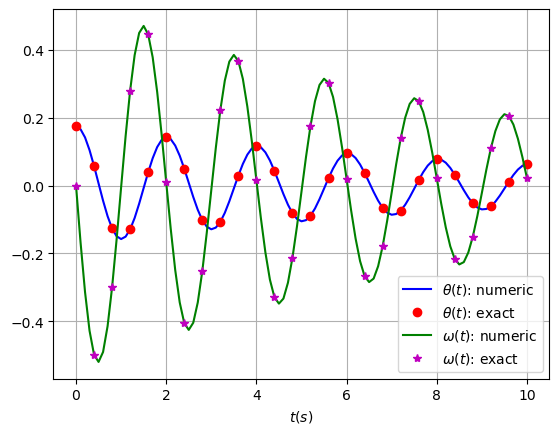 0.4
0.2
0.0
−0.2
−0.4
0 2 4 6 8 10
t(s)
θ(t): numeric
θ(t): exact
ω(t): numeric
ω(t): exact